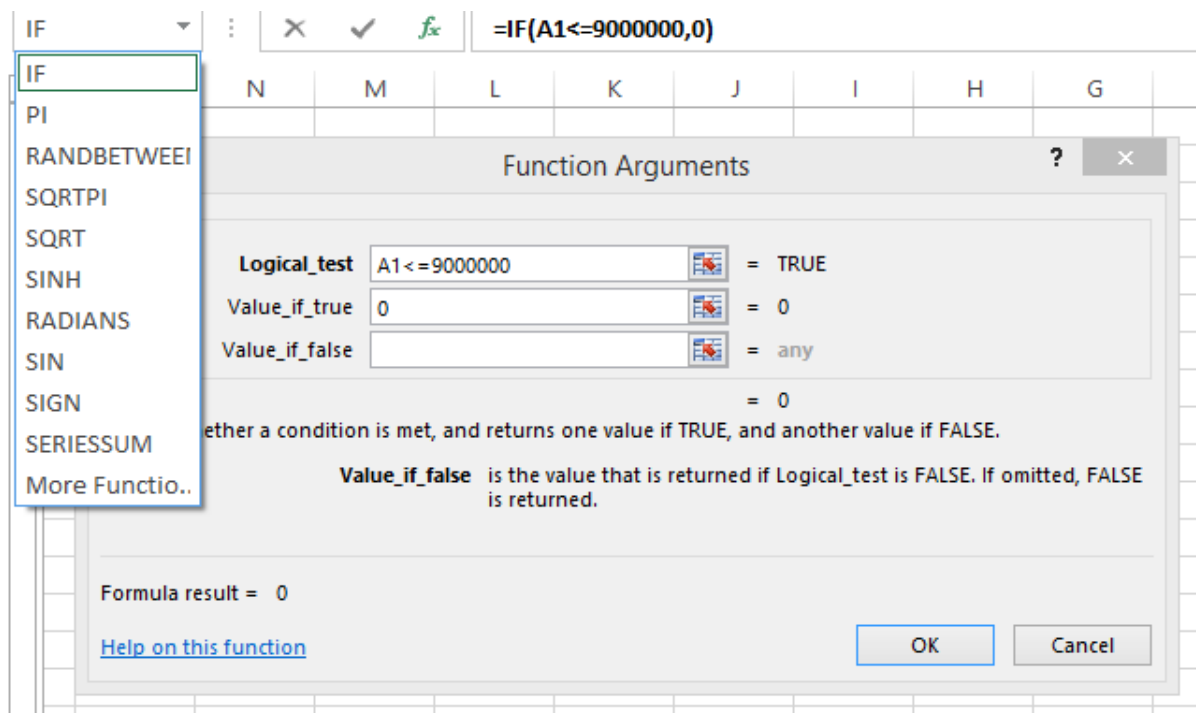 IF =IF(A1<=9000000,0)
N M L K J I H G
IF
PI
RANDBETWEEN
SQRTPI
SQRT
SINH
RADIANS
SIN
SIGN
SERIESSUM
More Functio..
Function Arguments ?
Logical_test A1<=9000000 = TRUE
Value_if_true 0 = 0
Value_if_false = any
= 0
ether a condition is met, and returns one value if TRUE, and another value if FALSE.
Value_if_false is the value that is returned if Logical_test is FALSE. If omitted, FALSE
is returned.
Formula result = 0
Help on this function OK Cancel